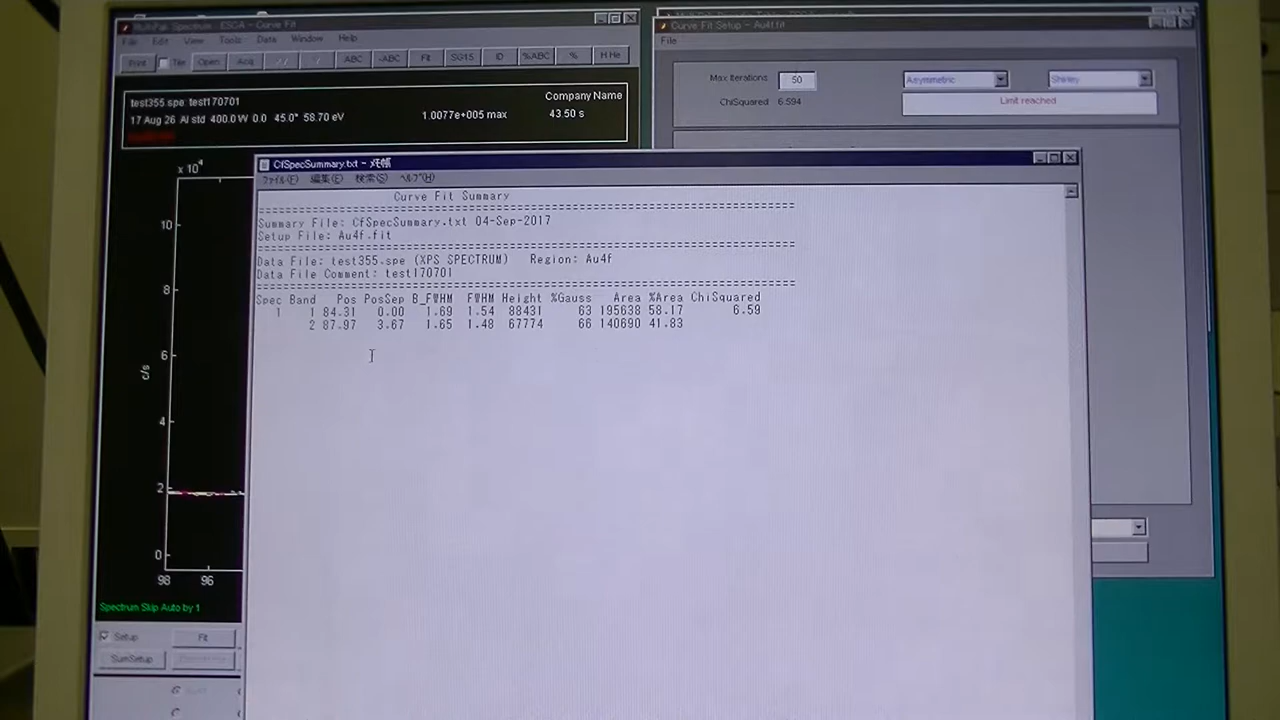 MultiPak Spectrum - ESCA - Curve Fit
File Edit View Tools Data Window Help
Print Tile Open Acq ABC -ABC Fit SG15 ID %ABC % H He
test355.spe test170701 Company Name
17 Aug 26 Al std 400.0 W 0.0 45.0° 58.70 eV 1.0077e+005 max 43.50 s
x 10⁴
10
8
6
c/s
4
2
0
98 96
Spectrum Skip Auto by 1
Setup Fit
SumSetup
Curve Fit Setup - Au4f.fit
File
Max Iterations 50 Asymmetric Shirley
ChiSquared 6.594 Limit reached
CfSpecSummary.txt - メモ帳
ファイル(F) 編集(E) 検索(S) ヘルプ(H)
Curve Fit Summary
Summary File: CfSpecSummary.txt 04-Sep-2017
Setup File: Au4f.fit
Data File: test355.spe (XPS SPECTRUM) Region: Au4f
Data File Comment: test170701
Spec Band Pos PosSep B_FWHM FWHM Height %Gauss Area %Area ChiSquared
1 1 84.31 0.00 1.69 1.54 88431 63 195638 58.17 6.59
2 87.97 3.67 1.65 1.48 67774 66 140690 41.83